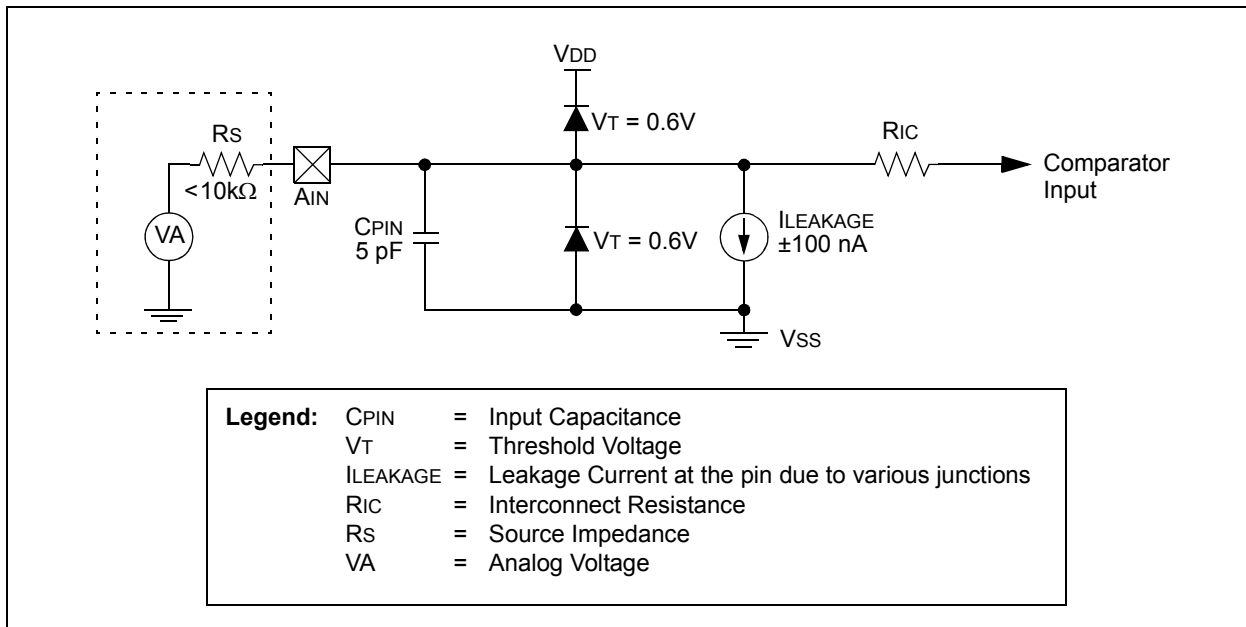 VDD
VT = 0.6V
RS
<10kΩ
AIN
VA
CPIN
5 pF
VT = 0.6V
ILEAKAGE
±100 nA
RIC
Comparator
Input
VSS
Legend: CPIN = Input Capacitance
VT = Threshold Voltage
ILEAKAGE = Leakage Current at the pin due to various junctions
RIC = Interconnect Resistance
RS = Source Impedance
VA = Analog Voltage